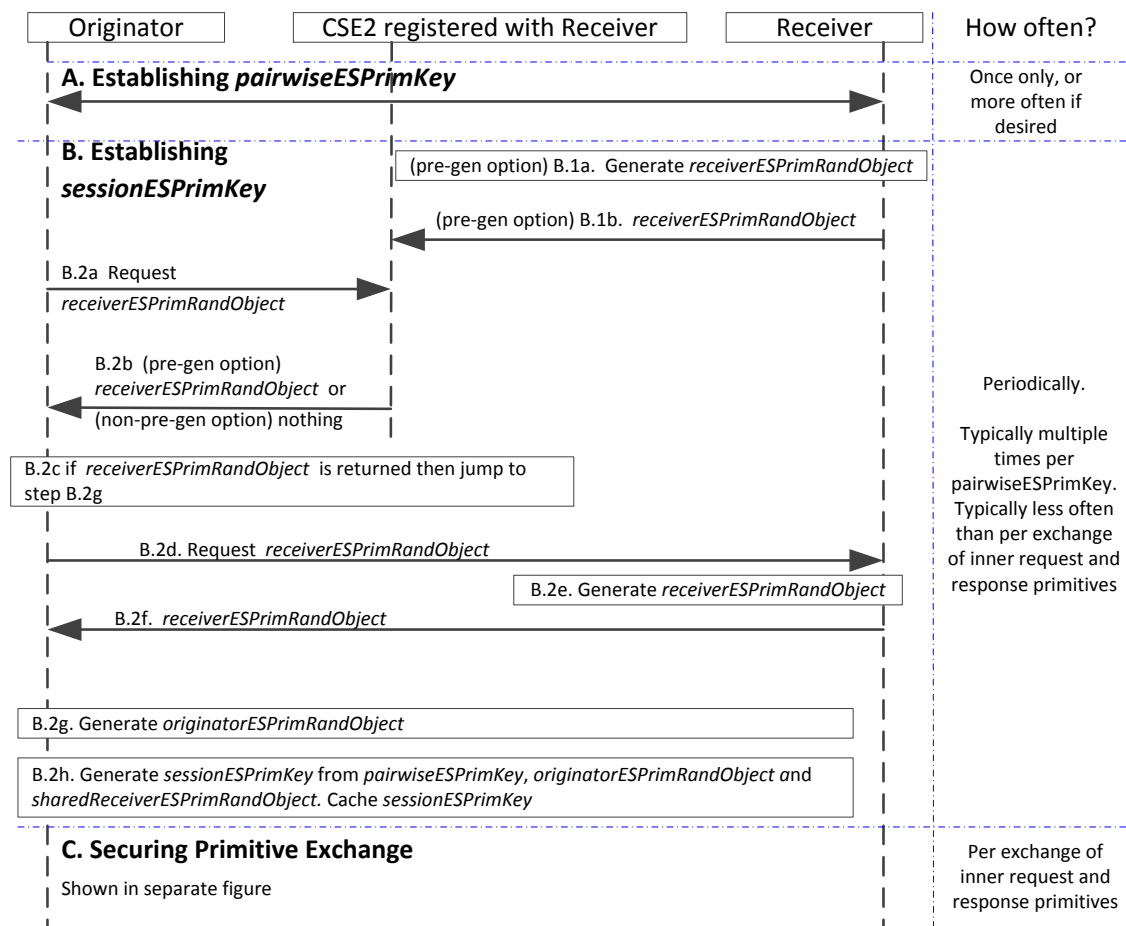 Originator
CSE2 registered with Receiver
Receiver
How often?
A. Establishing pairwiseESPrimKey
Once only, or
more often if
desired
B. Establishing
sessionESPrimKey
(pre-gen option) B.1a. Generate receiverESPrimRandObject
(pre-gen option) B.1b. receiverESPrimRandObject
B.2a Request
receiverESPrimRandObject
B.2b (pre-gen option)
receiverESPrimRandObject or
(non-pre-gen option) nothing
B.2c if receiverESPrimRandObject is returned then jump to
step B.2g
B.2d. Request receiverESPrimRandObject
B.2e. Generate receiverESPrimRandObject
B.2f. receiverESPrimRandObject
Periodically.
Typically multiple
times per
pairwiseESPrimKey.
Typically less often
than per exchange
of inner request and
response primitives
B.2g. Generate originatorESPrimRandObject
B.2h. Generate sessionESPrimKey from pairwiseESPrimKey, originatorESPrimRandObject and
sharedReceiverESPrimRandObject. Cache sessionESPrimKey
C. Securing Primitive Exchange
Shown in separate figure
Per exchange of
inner request and
response primitives